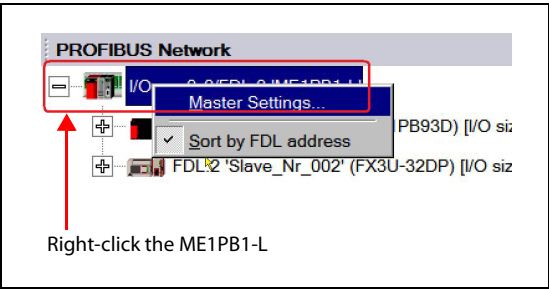 PROFIBUS Network
I/O
Master Settings...
PB93D) [I/O siz
Sort by FDL address
FDL:2 'Slave_Nr_002' (FX3U-32DP) [I/O siz
Right-click the ME1PB1-L